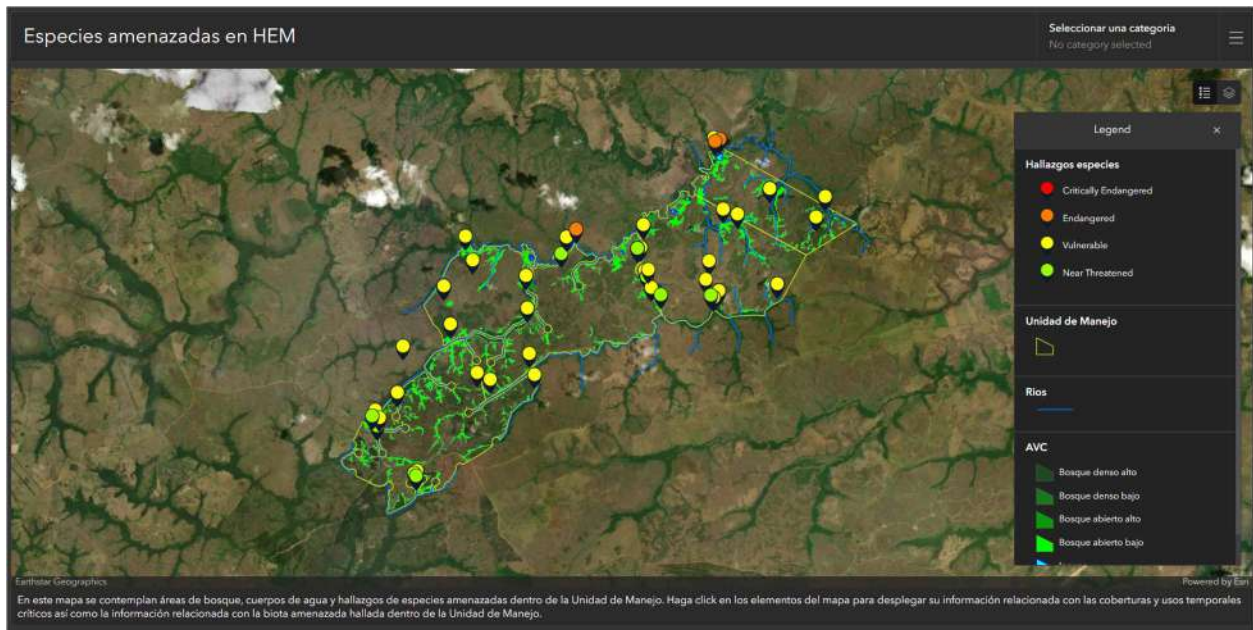 Especies amenazadas en HEM
Seleccionar una categoria
No category selected
Legend
×
Hallazgos especies
Critically Endangered
Endangered
Vulnerable
Near Threatened
Unidad de Manejo
Rios
AVC
Bosque denso alto
Bosque denso bajo
Bosque abierto alto
Bosque abierto bajo
Earthstar Geographics
Powered by Esri
En este mapa se contemplan áreas de bosque, cuerpos de agua y hallazgos de especies amenazadas dentro de la Unidad de Manejo. Haga click en los elementos del mapa para desplegar su información relacionada con las coberturas y usos temporales
críticos así como la información relacionada con la biota amenazada hallada dentro de la Unidad de Manejo.